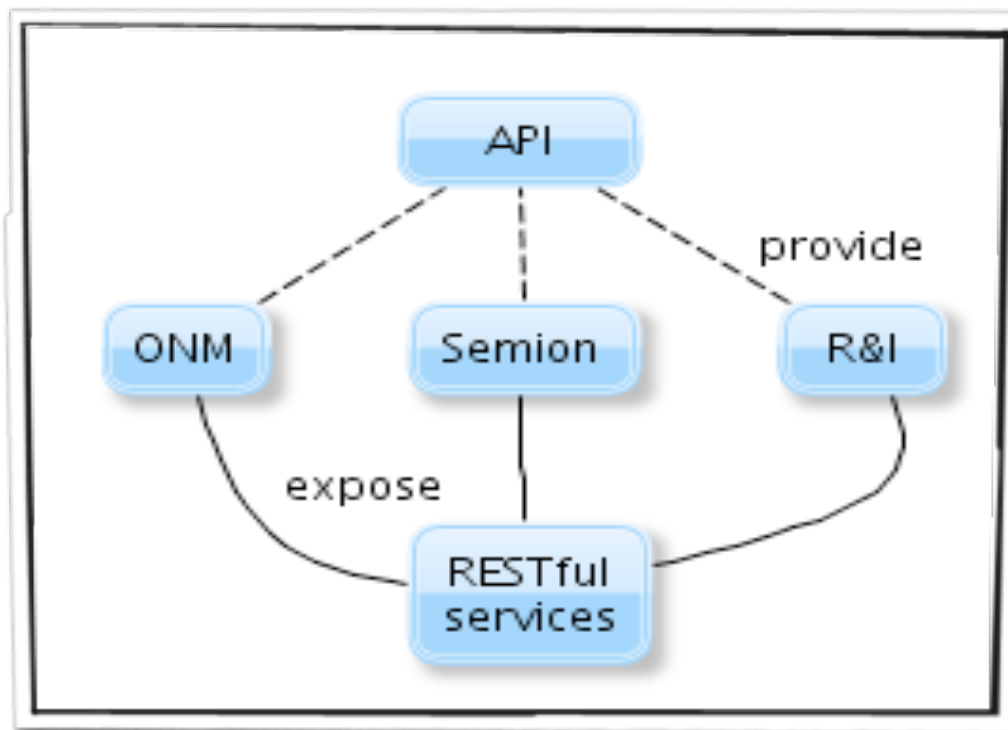 API
provide
ONM
Semion
R&I
expose
RESTful
services